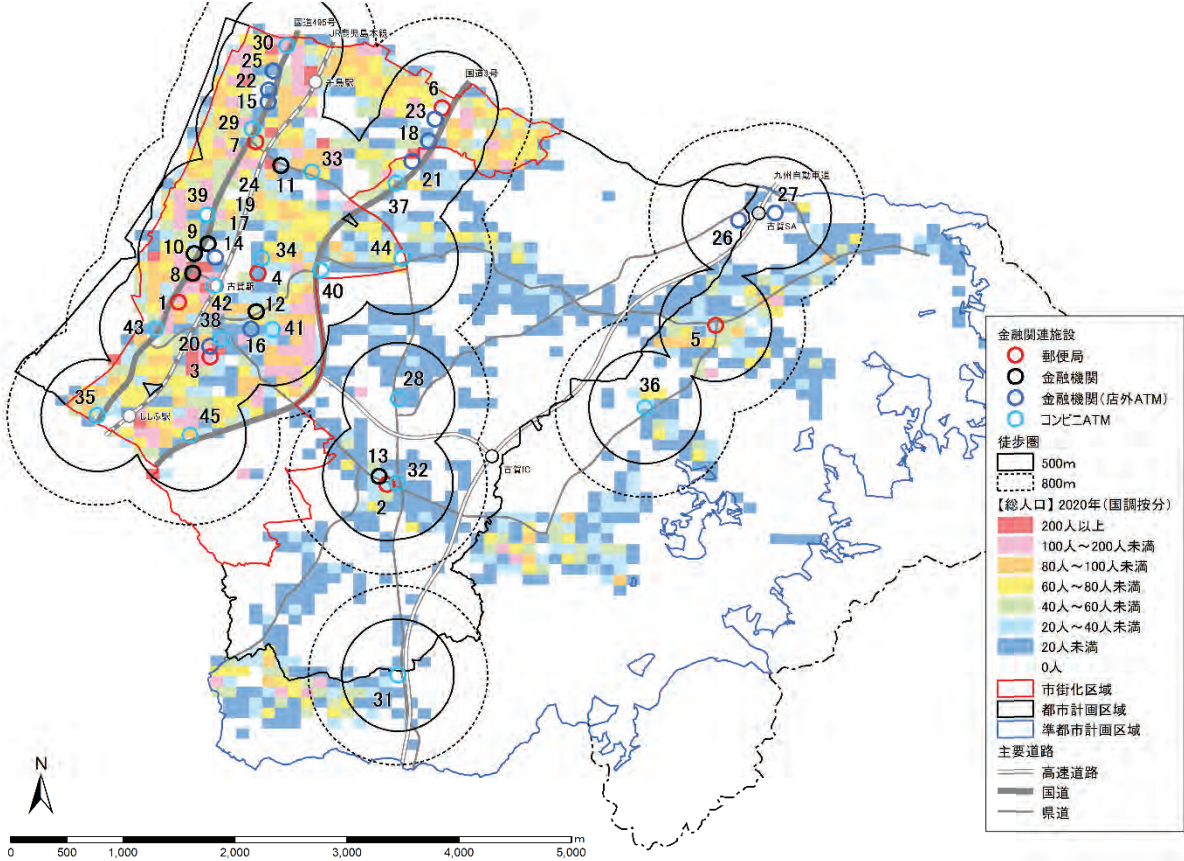 国道495号
JR鹿児島本線
千鳥駅
国道3号
30
25
22
15
29
7
6
23
18
21
33
11
24
37
39
19
17
9
14
10
34
44
8
4
40
古賀駅
1
42
12
43
38
41
20
16
3
35
ししぶ駅
45
28
13
32
2
古賀IC
31
九州自動車道
27
26
古賀SA
5
36
金融関連施設
郵便局
金融機関
金融機関(店外ATM)
コンビニATM
徒歩圏
500m
800m
【総人口】2020年(国調按分)
200人以上
100人～200人未満
80人～100人未満
60人～80人未満
40人～60人未満
20人～40人未満
20人未満
0人
市街化区域
都市計画区域
準都市計画区域
主要道路
高速道路
国道
県道
N
0 500 1,000 2,000 3,000 4,000 5,000 m